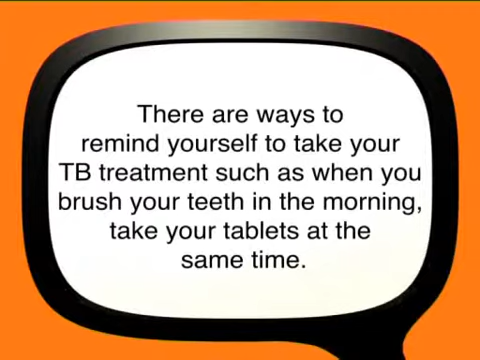 There are ways to
remind yourself to take your
TB treatment such as when you
brush your teeth in the morning,
take your tablets at the
same time.